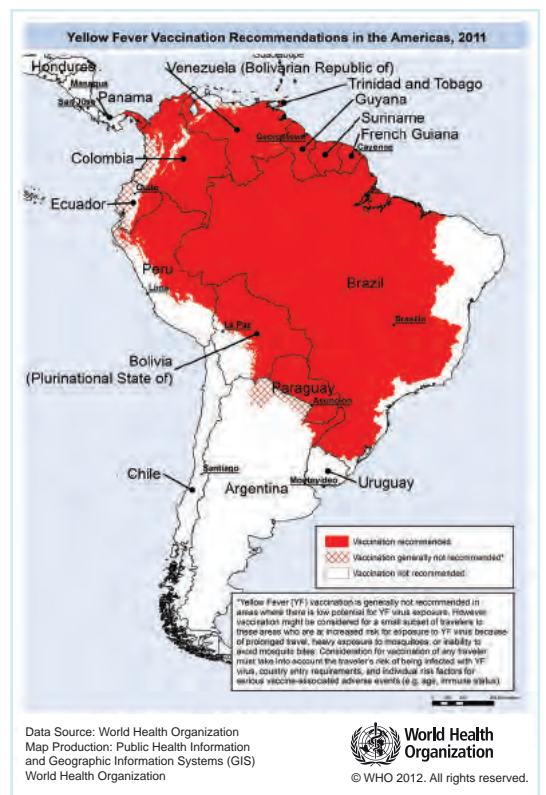 Yellow Fever Vaccination Recommendations in the Americas, 2011
Guadeloupe
Honduras
Venezuela (Bolivarian Republic of)
Managua
Trinidad and Tobago
San José
Panama
Guyana
Georgetown
Suriname
French Guiana
Cayenne
Colombia
Quito
Ecuador
Peru
Brazil
Lima
Brasilia
La Paz
Bolivia
(Plurinational State of)
Paraguay
Asuncion
Chile
Santiago
Montevideo
Uruguay
Argentina
Vaccination recommended
Vaccination generally not recommended*
Vaccination not recommended
*Yellow Fever (YF) vaccination is generally not recommended in
areas where there is low potential for YF virus exposure. However
vaccination might be considered for a small subset of travelers to
these areas who are at increased risk for exposure to YF virus because
of prolonged travel, heavy exposure to mosquitoes, or inability to
avoid mosquito bites. Consideration for vaccination of any traveler
must take into account the traveler's risk of being infected with YF
virus, country entry requirements, and individual risk factors for
serious vaccine-associated adverse events (e.g. age, immune status).
Data Source: World Health Organization
Map Production: Public Health Information
and Geographic Information Systems (GIS)
World Health Organization
World Health
Organization
© WHO 2012. All rights reserved.